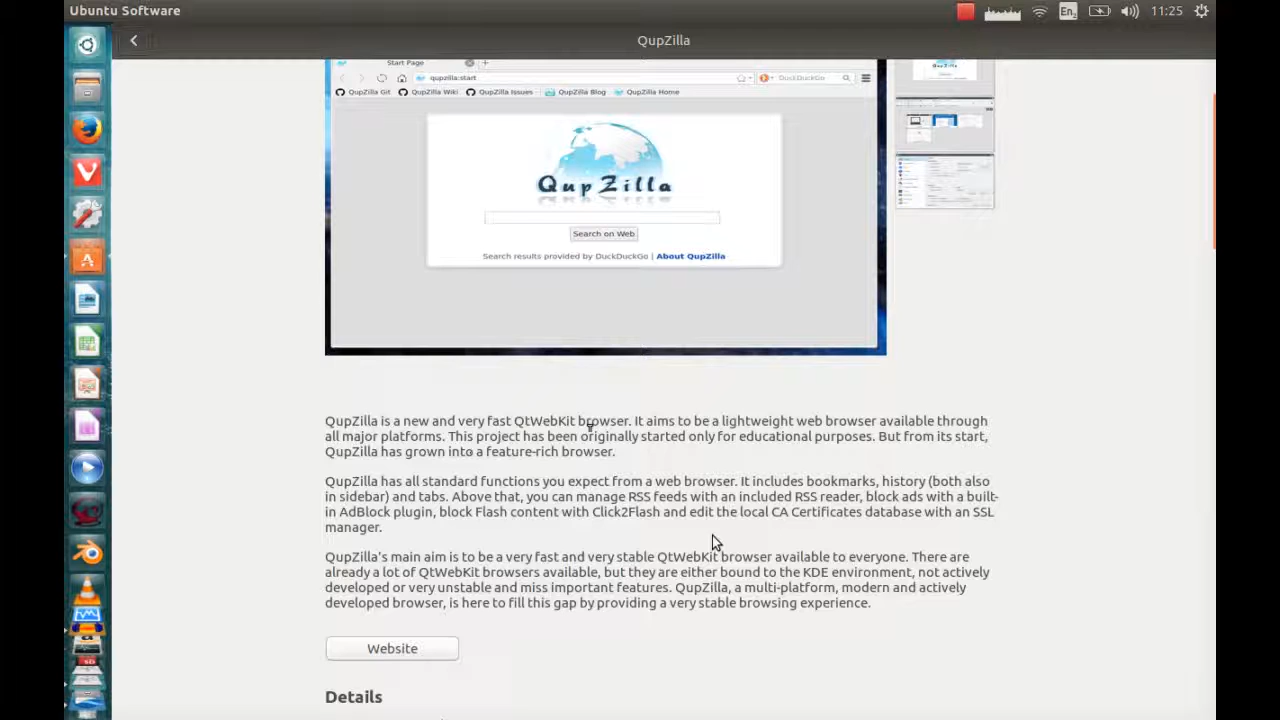 Ubuntu Software
En2
11:25
QupZilla
Start Page
qupzilla:start
DuckDuckGo
QupZilla Git
QupZilla Wiki
QupZilla Issues
QupZilla Blog
QupZilla Home
QupZilla
Search on Web
Search results provided by DuckDuckGo | About QupZilla
QupZilla is a new and very fast QtWebKit browser. It aims to be a lightweight web browser available through
all major platforms. This project has been originally started only for educational purposes. But from its start,
QupZilla has grown into a feature-rich browser.
QupZilla has all standard functions you expect from a web browser. It includes bookmarks, history (both also
in sidebar) and tabs. Above that, you can manage RSS feeds with an included RSS reader, block ads with a built-
in AdBlock plugin, block Flash content with Click2Flash and edit the local CA Certificates database with an SSL
manager.
QupZilla's main aim is to be a very fast and very stable QtWebKit browser available to everyone. There are
already a lot of QtWebKit browsers available, but they are either bound to the KDE environment, not actively
developed or very unstable and miss important features. QupZilla, a multi-platform, modern and actively
developed browser, is here to fill this gap by providing a very stable browsing experience.
Website
Details